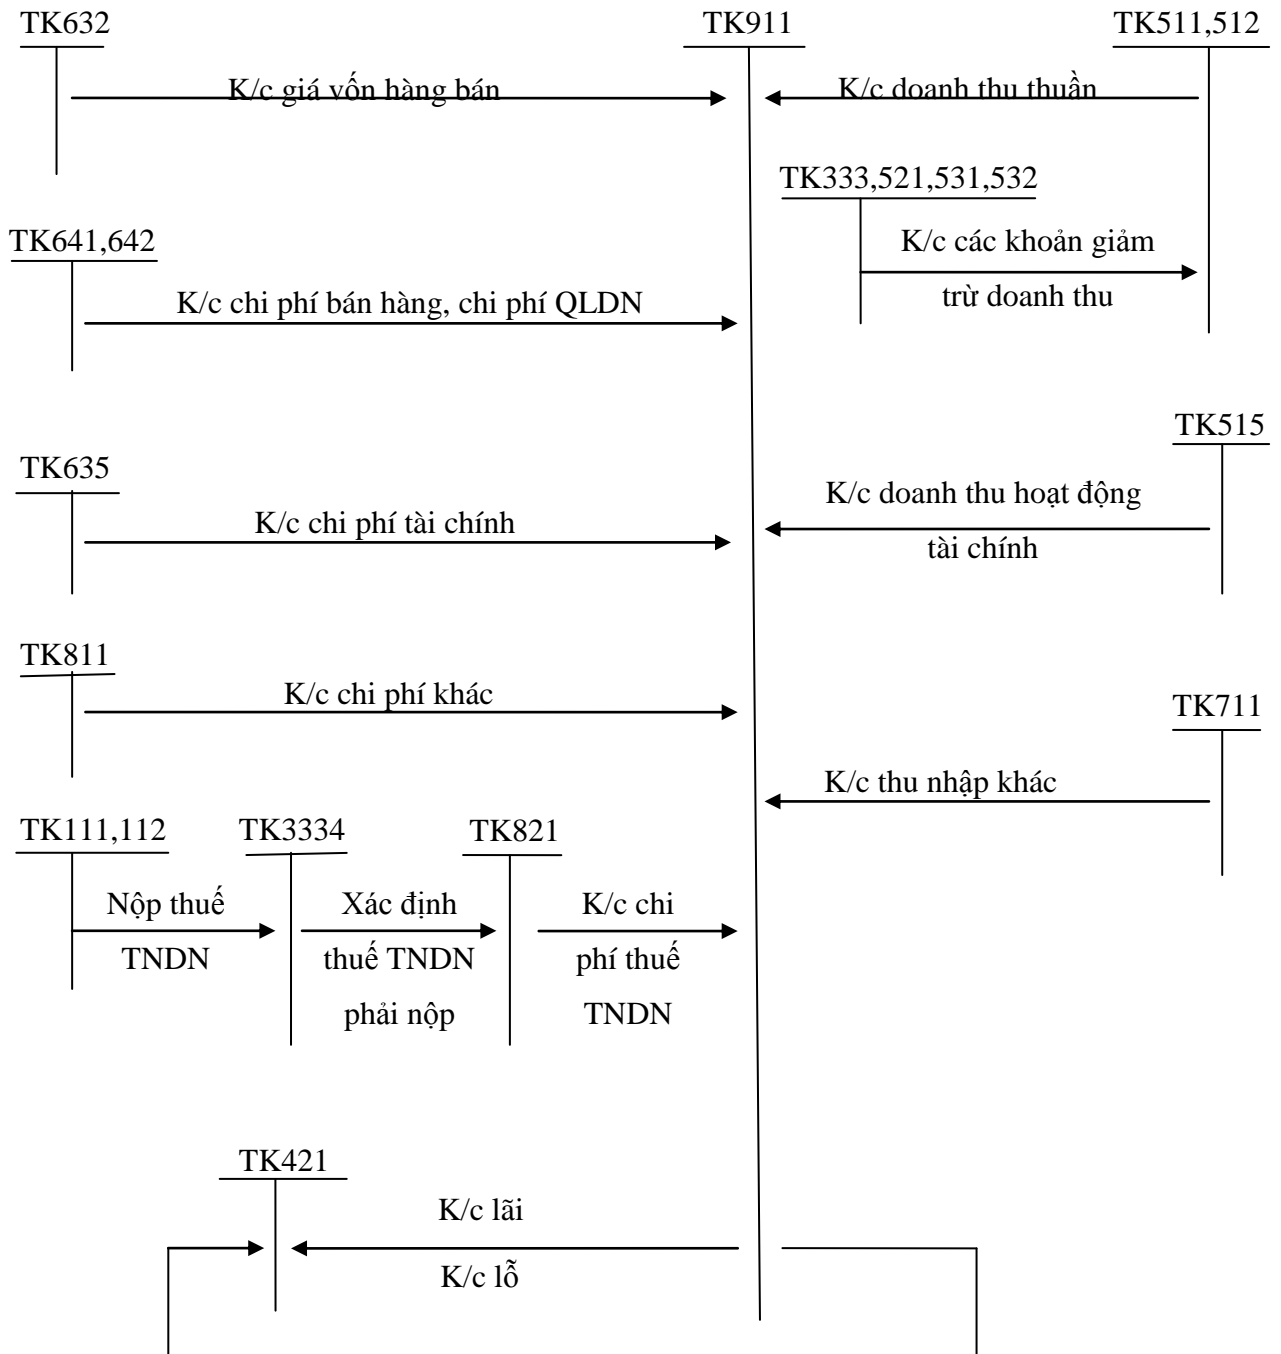 TK632
TK911
TK511,512
K/c giá vốn hàng bán
K/c doanh thu thuần
TK333,521,531,532
TK641,642
K/c các khoản giảm
trừ doanh thu
K/c chi phí bán hàng, chi phí QLDN
TK515
TK635
K/c doanh thu hoạt động
tài chính
K/c chi phí tài chính
TK811
K/c chi phí khác
TK711
K/c thu nhập khác
TK111,112
TK3334
TK821
Nộp thuế
TNDN
Xác định
thuế TNDN
phải nộp
K/c chi
phí thuế
TNDN
TK421
K/c lãi
K/c lỗ